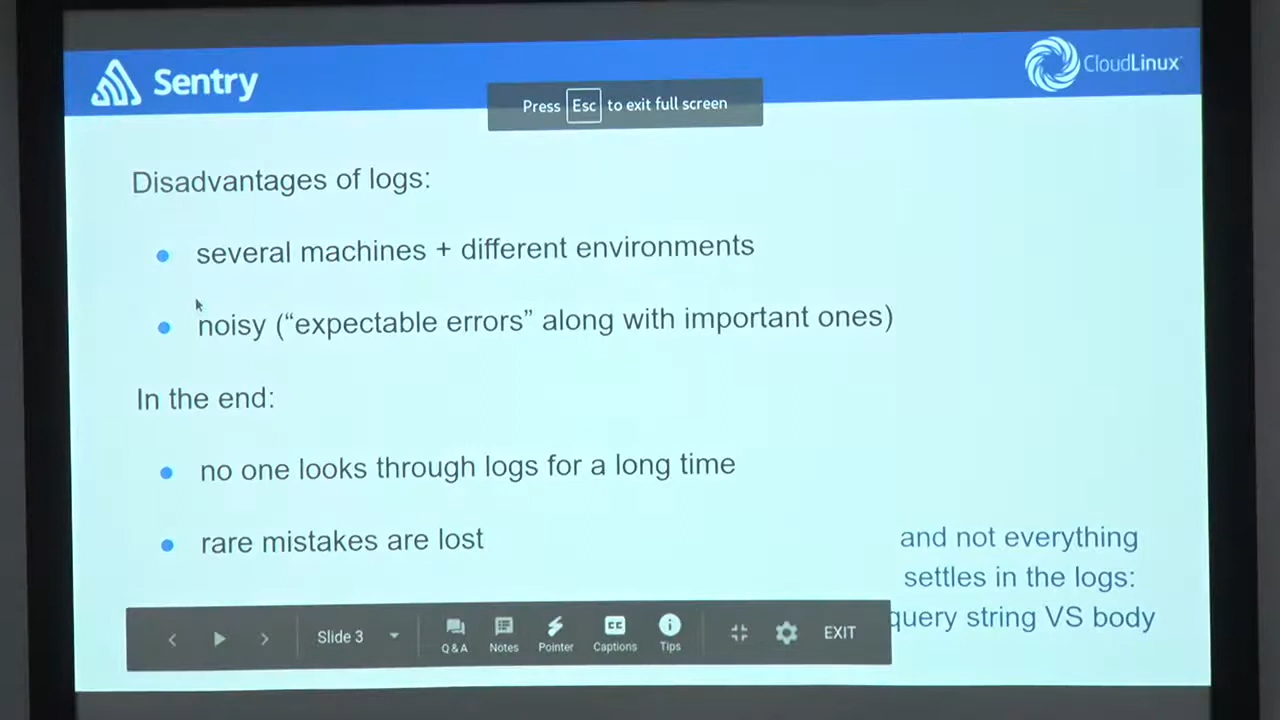 Sentry
CloudLinux
Press Esc to exit full screen
Disadvantages of logs:
several machines + different environments
noisy (“expectable errors” along with important ones)
In the end:
no one looks through logs for a long time
rare mistakes are lost
and not everything
settles in the logs:
query string VS body
Slide 3
Q & A
Notes
Pointer
CC
Captions
Tips
EXIT